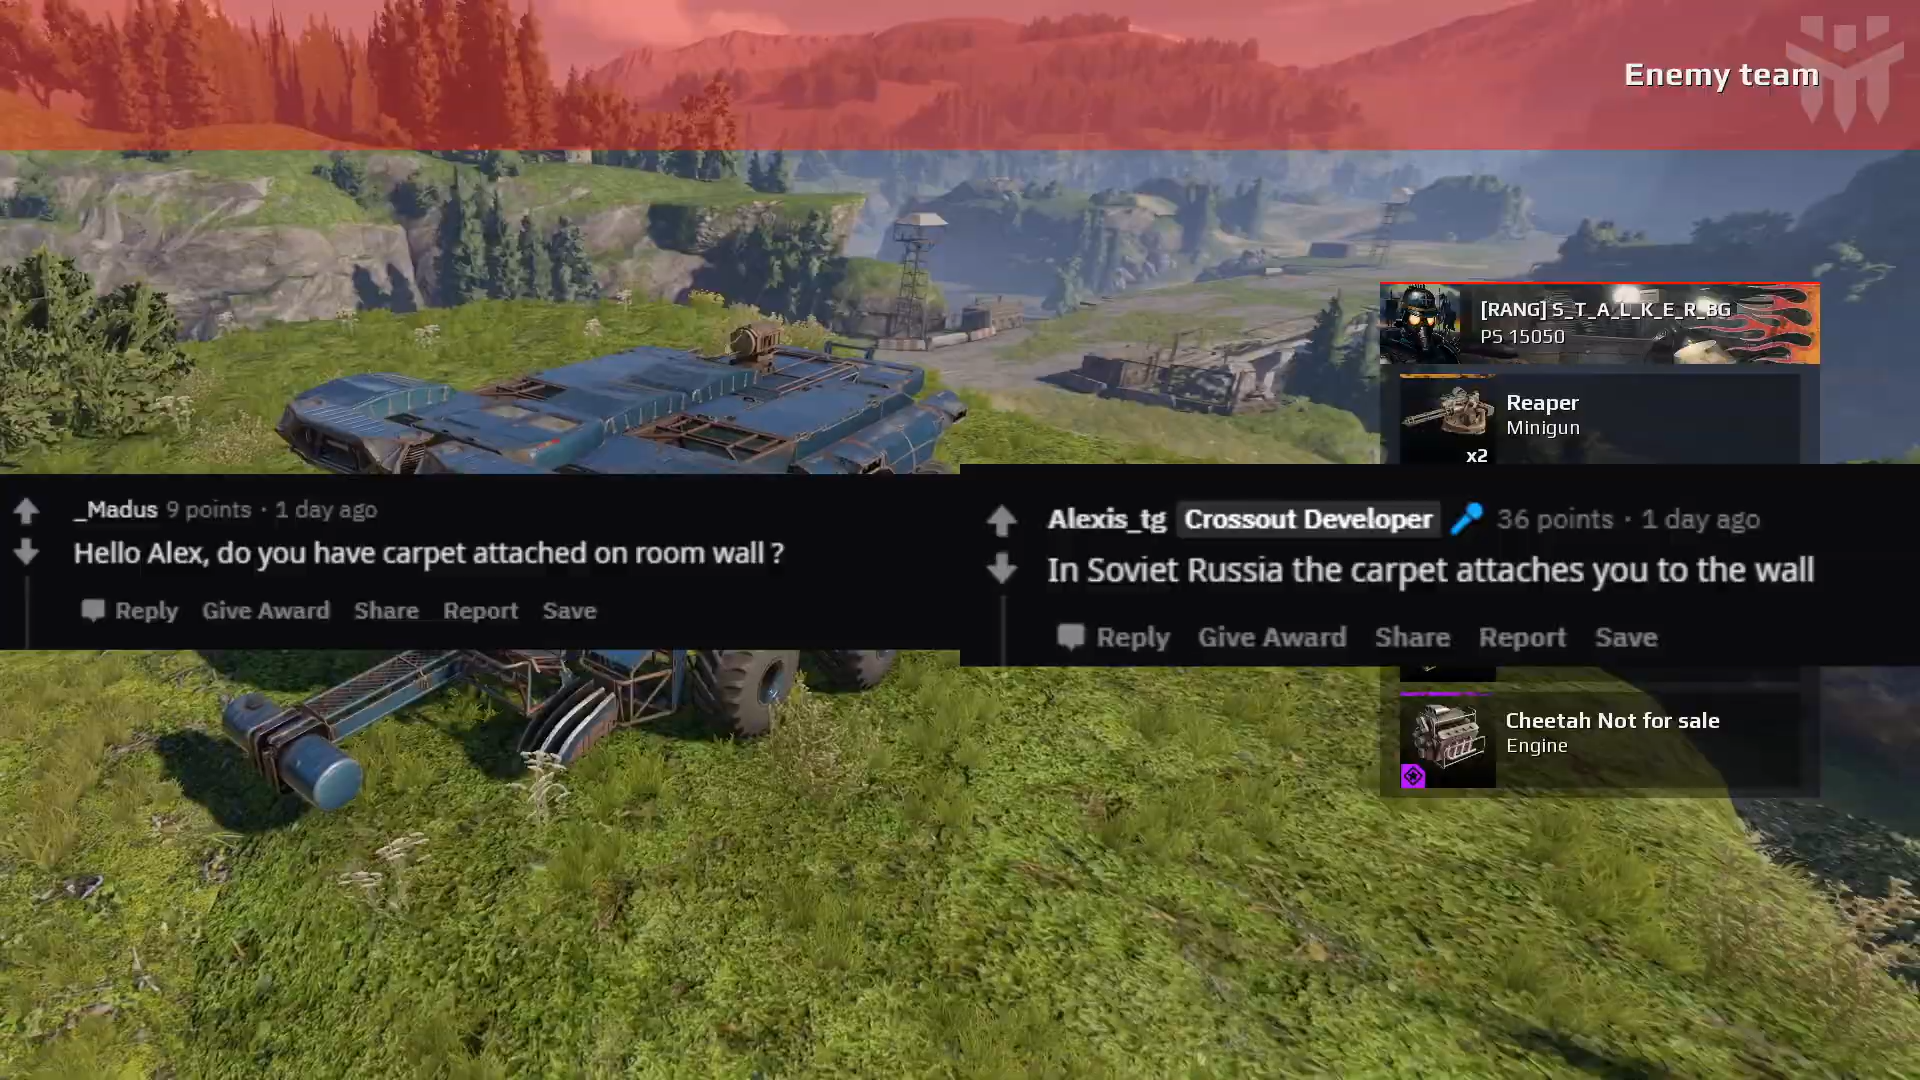 Enemy team
[RANG] S_T_A_L_K_E_R_BG
PS 15050
Reaper
Minigun
x2
_Madus 9 points · 1 day ago
Hello Alex, do you have carpet attached on room wall ?
Reply Give Award Share Report Save
Alexis_tg Crossout Developer 36 points · 1 day ago
In Soviet Russia the carpet attaches you to the wall
Reply Give Award Share Report Save
Cheetah Not for sale
Engine